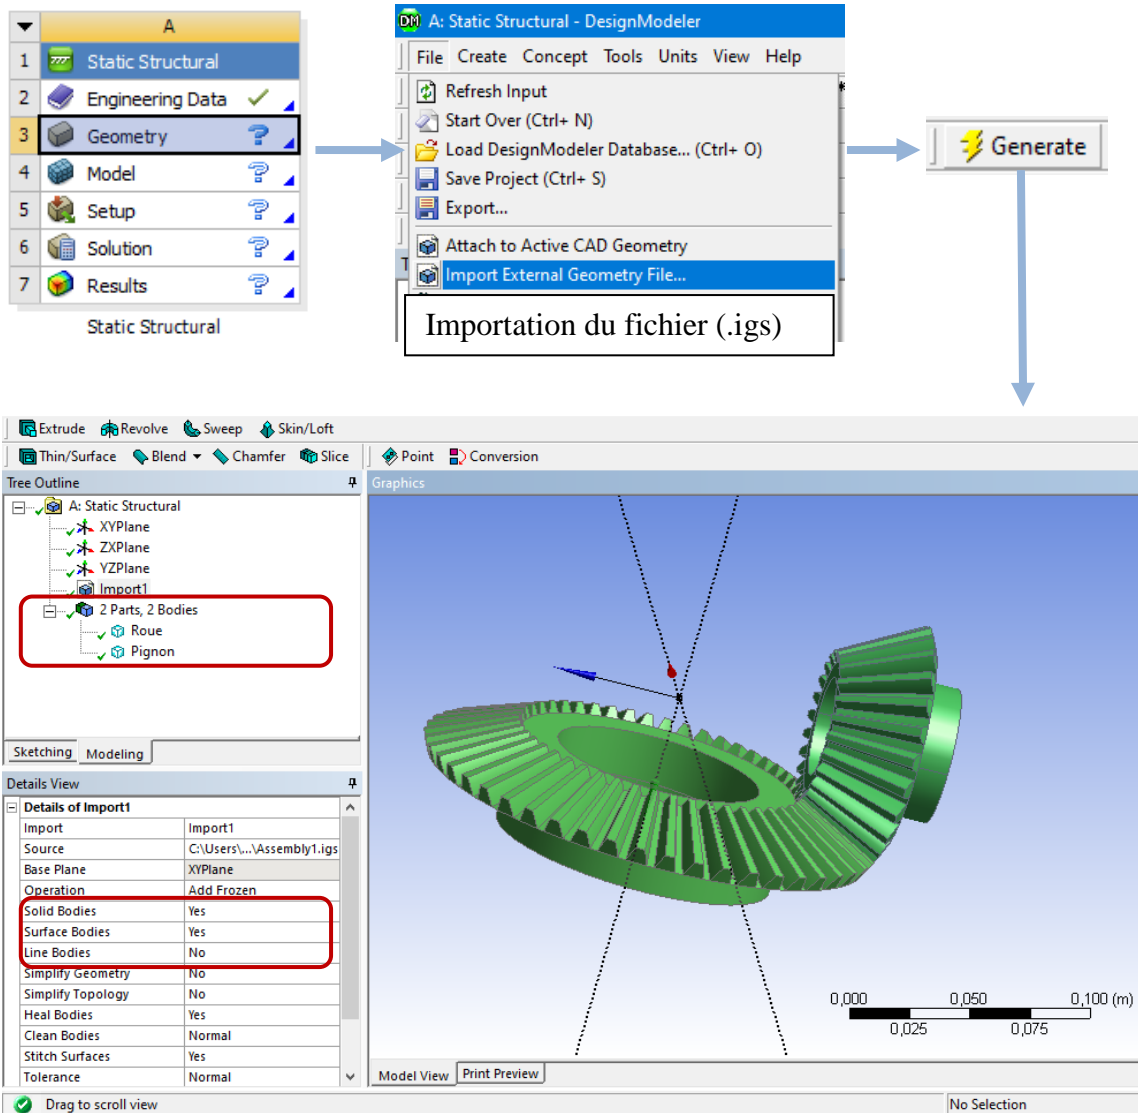 A
1 Static Structural
2 Engineering Data
3 Geometry
4 Model
5 Setup
6 Solution
7 Results
Static Structural
DM A: Static Structural - DesignModeler
File Create Concept Tools Units View Help
Refresh Input
Start Over (Ctrl+ N)
Load DesignModeler Database... (Ctrl+ O)
Save Project (Ctrl+ S)
Export...
Attach to Active CAD Geometry
Import External Geometry File...
Importation du fichier (.igs)
Generate
Extrude Revolve Sweep Skin/Loft
Thin/Surface Blend Chamfer Slice Point Conversion
Tree Outline
A: Static Structural
XYPlane
ZXPlane
YZPlane
Import1
2 Parts, 2 Bodies
Roue
Pignon
Sketching Modeling
Details View
Details of Import1
Import Import1
Source C:\Users\...\Assembly1.igs
Base Plane XYPlane
Operation Add Frozen
Solid Bodies Yes
Surface Bodies Yes
Line Bodies No
Simplify Geometry No
Simplify Topology No
Heal Bodies Yes
Clean Bodies Normal
Stitch Surfaces Yes
Tolerance Normal
Graphics
0,000 0,050 0,100 (m)
0,025 0,075
Model View Print Preview
Drag to scroll view No Selection